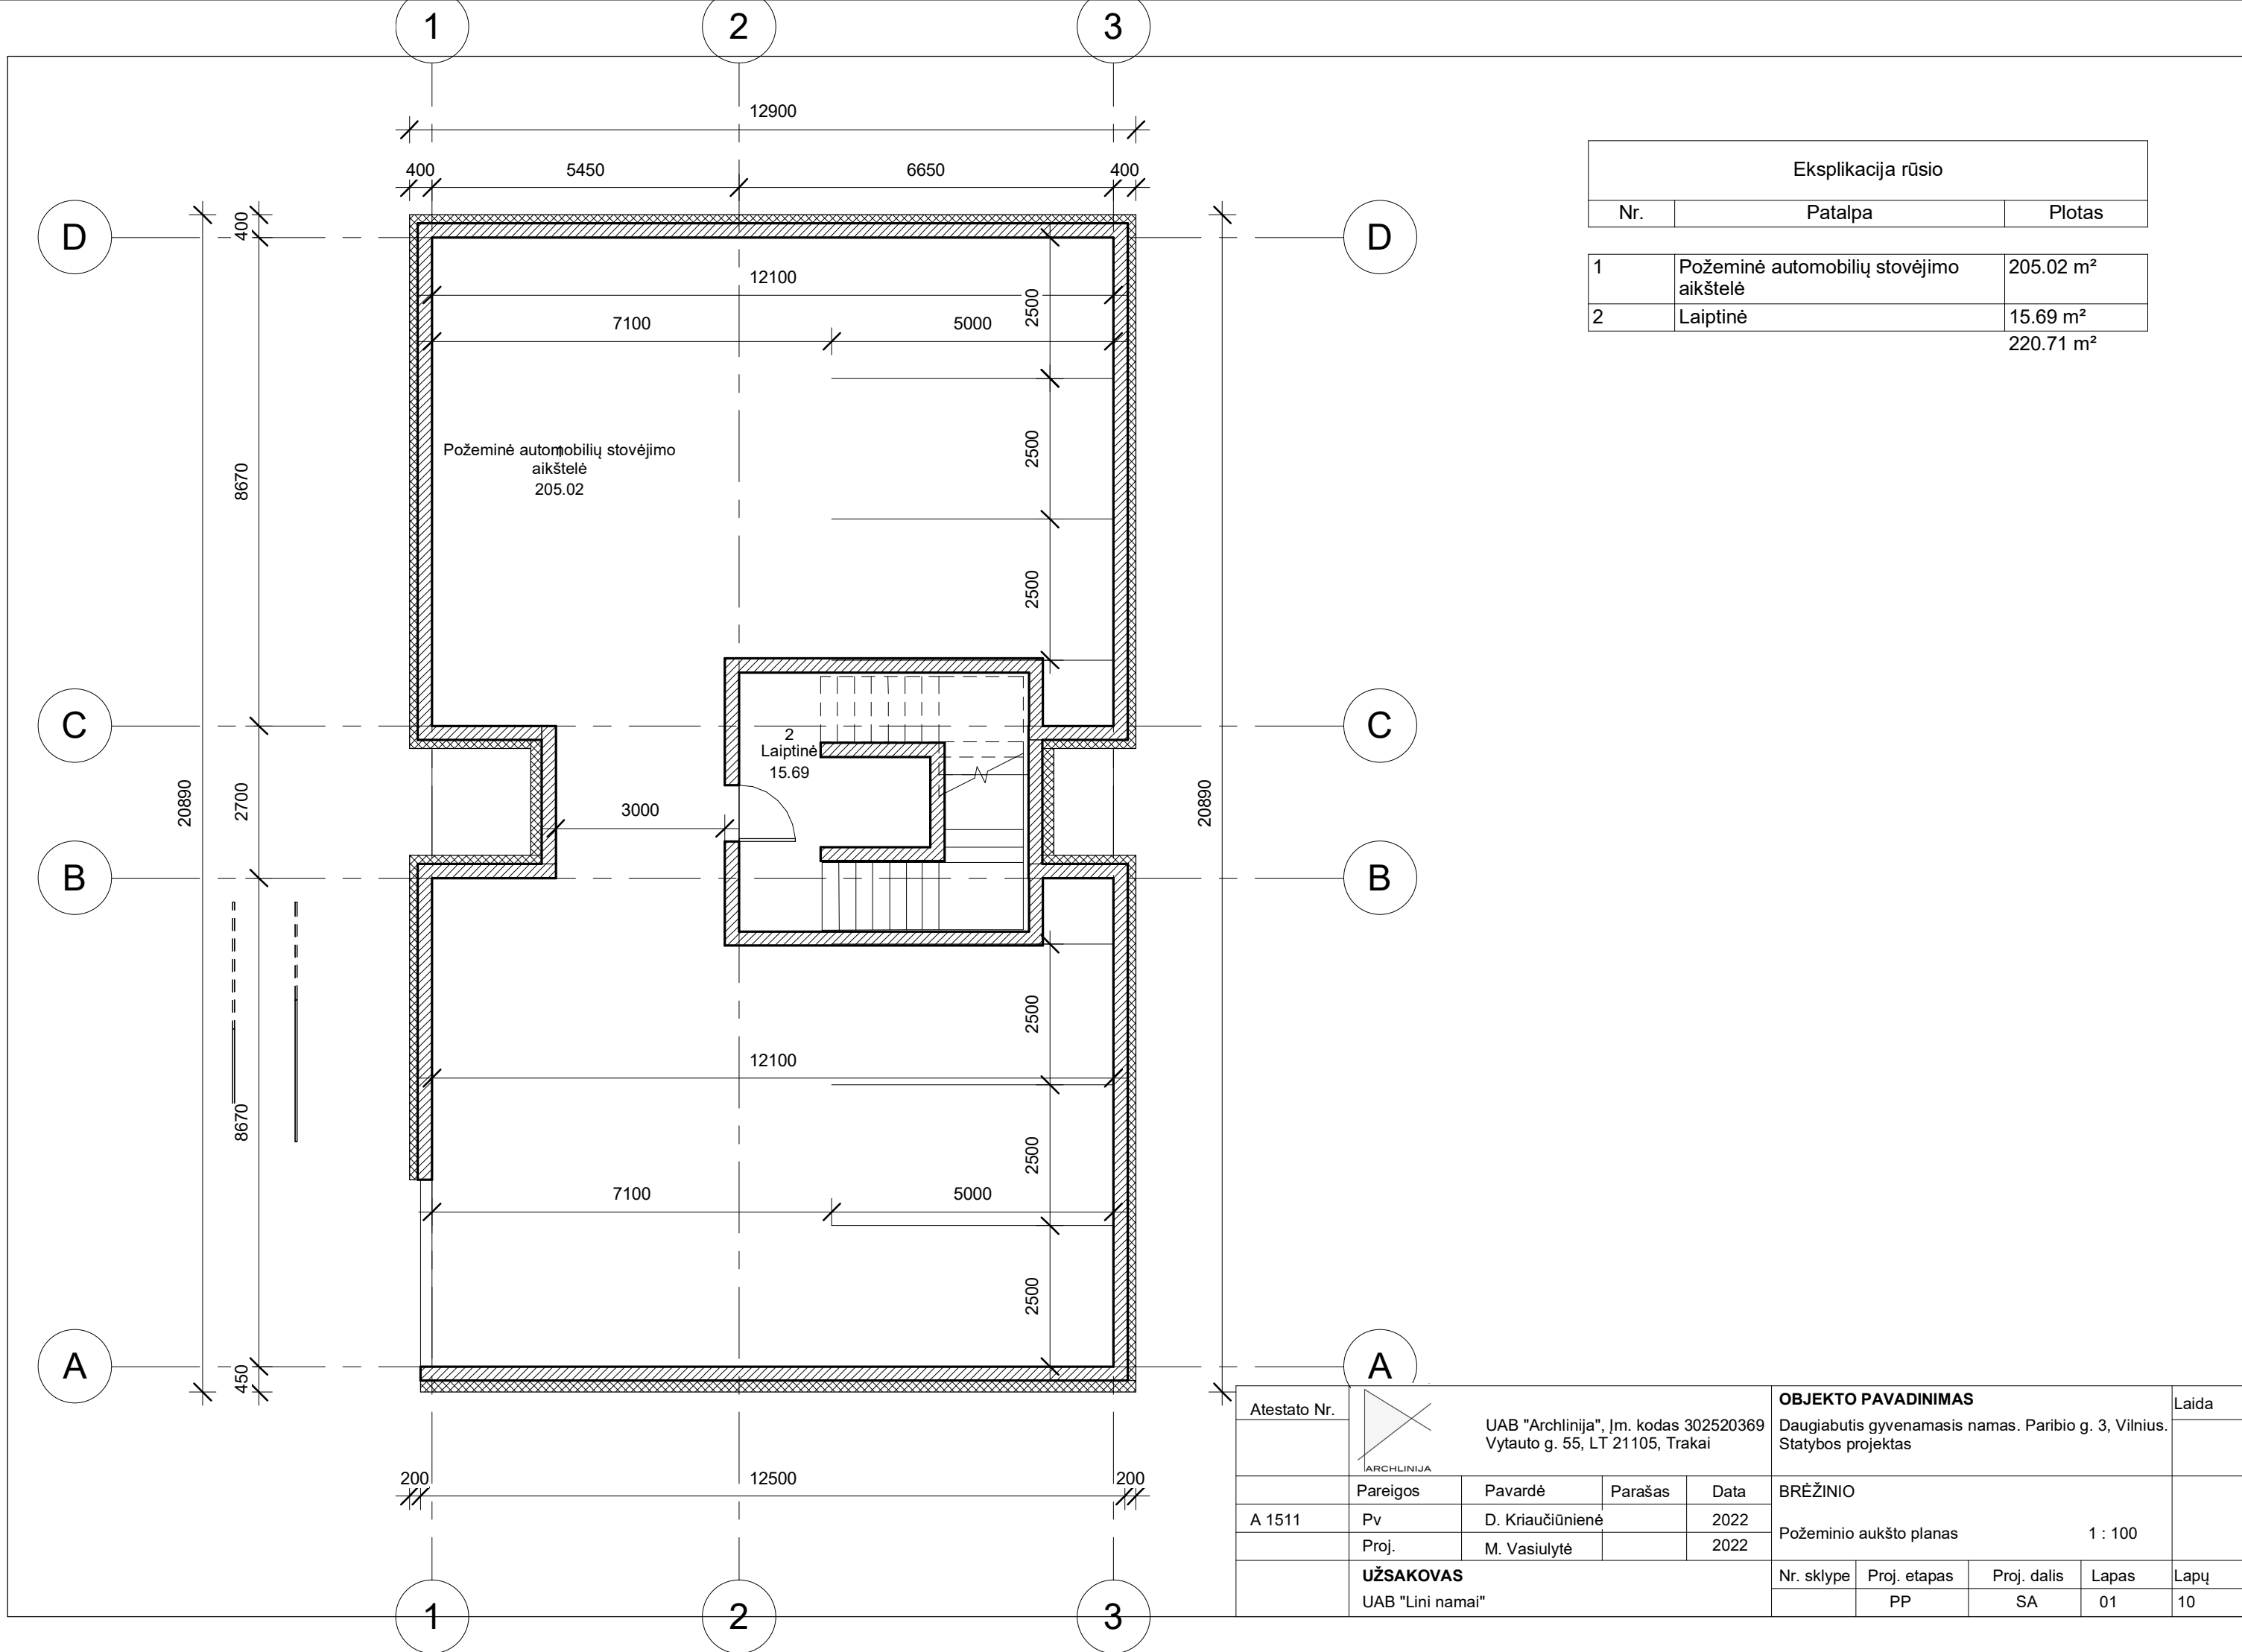 1 2 3
12900
400 5450 6650 400
D D
400
12100
7100 5000
2500
8670
Požeminė automobilių stovėjimo
aikštelė
1
205.02
2500
2500
C C
2
Laiptinė
15.69
20890 2700 3000 20890
B B
2500
12100
8670
2500
7100 5000
2500
A A
450
200 12500 200
1 2 3
Eksplikacija rūsio
Nr. Patalpa Plotas
1 Požeminė automobilių stovėjimo 205.02 m²
aikštelė
2 Laiptinė 15.69 m²
220.71 m²
Atestato Nr.
ARCHLINIJA
UAB "Archlinija", Įm. kodas 302520369
Vytauto g. 55, LT 21105, Trakai
OBJEKTO PAVADINIMAS
Daugiabutis gyvenamasis namas. Paribio g. 3, Vilnius.
Statybos projektas
Laida
Pareigos Pavardė Parašas Data
A 1511 Pv D. Kriaučiūnienė 2022
Proj. M. Vasiulytė 2022
BRĖŽINIO
Požeminio aukšto planas 1 : 100
UŽSAKOVAS
UAB "Lini namai"
Nr. sklype Proj. etapas Proj. dalis Lapas Lapų
PP SA 01 10